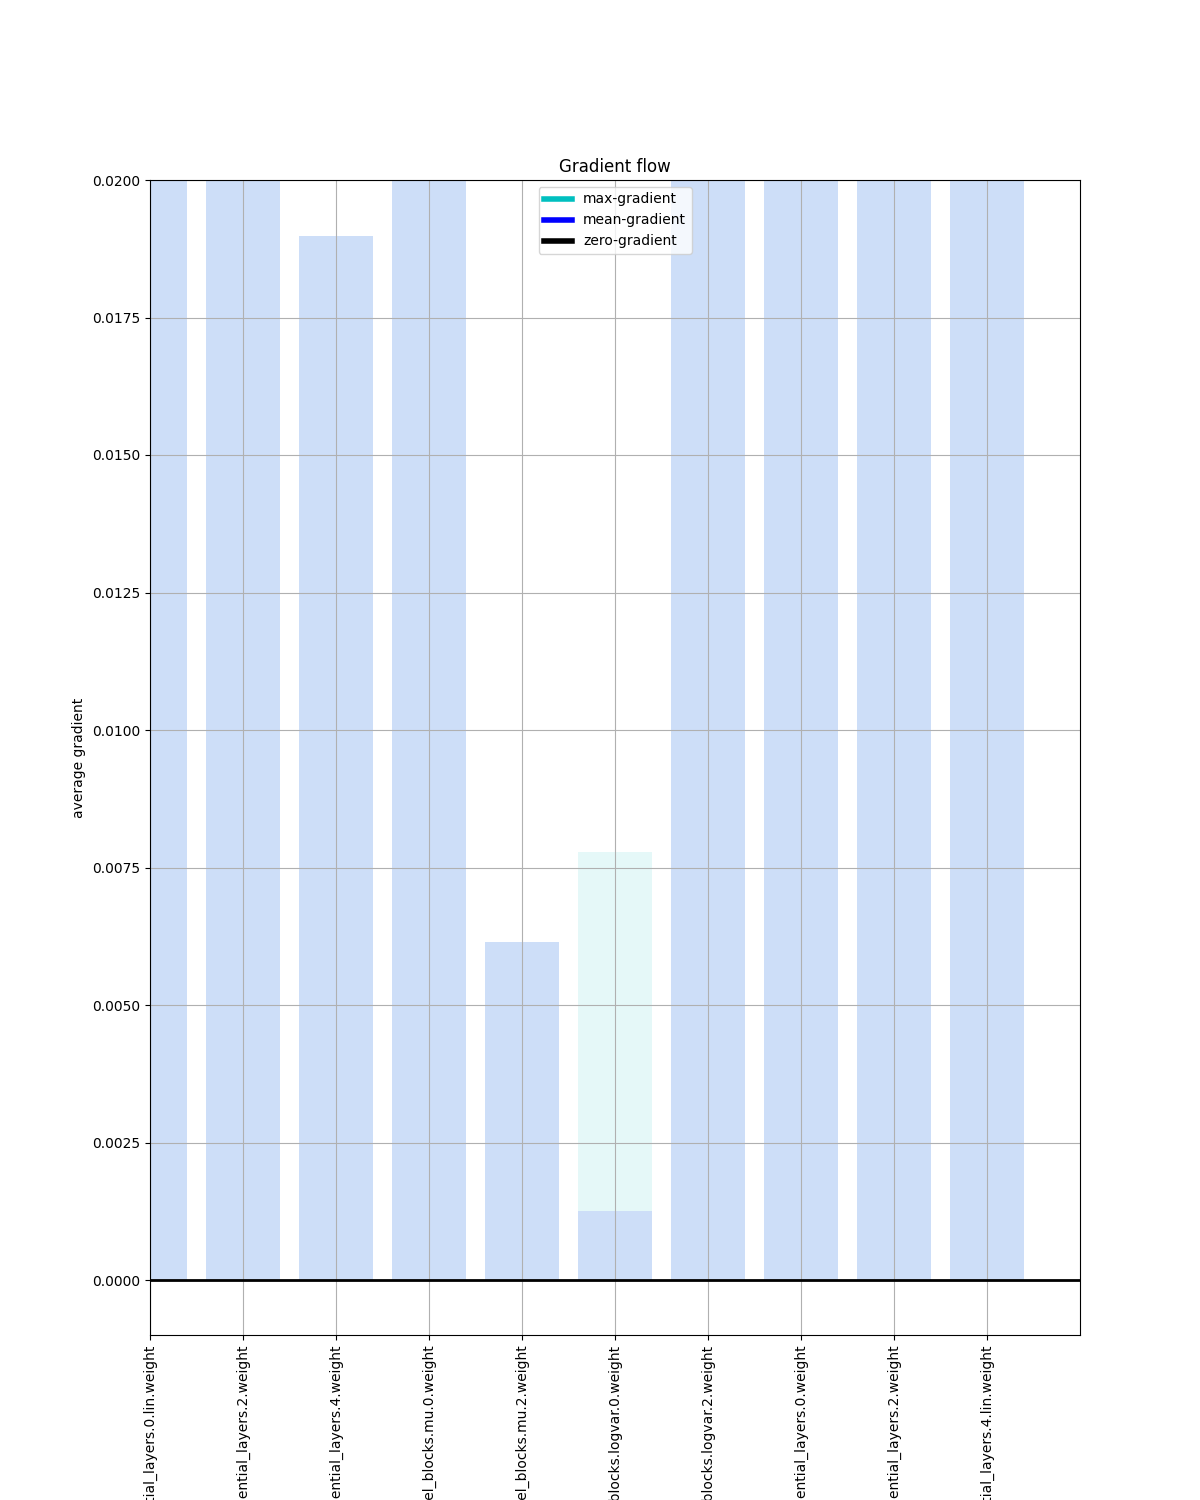 Gradient flow
max-gradient
mean-gradient
zero-gradient
0.0200
0.0175
0.0150
0.0125
0.0100
0.0075
0.0050
0.0025
0.0000
average gradient
tial_layers.0.lin.weight
ential_layers.2.weight
ential_layers.4.weight
el_blocks.mu.0.weight
el_blocks.mu.2.weight
blocks.logvar.0.weight
blocks.logvar.2.weight
ential_layers.0.weight
ential_layers.2.weight
tial_layers.4.lin.weight